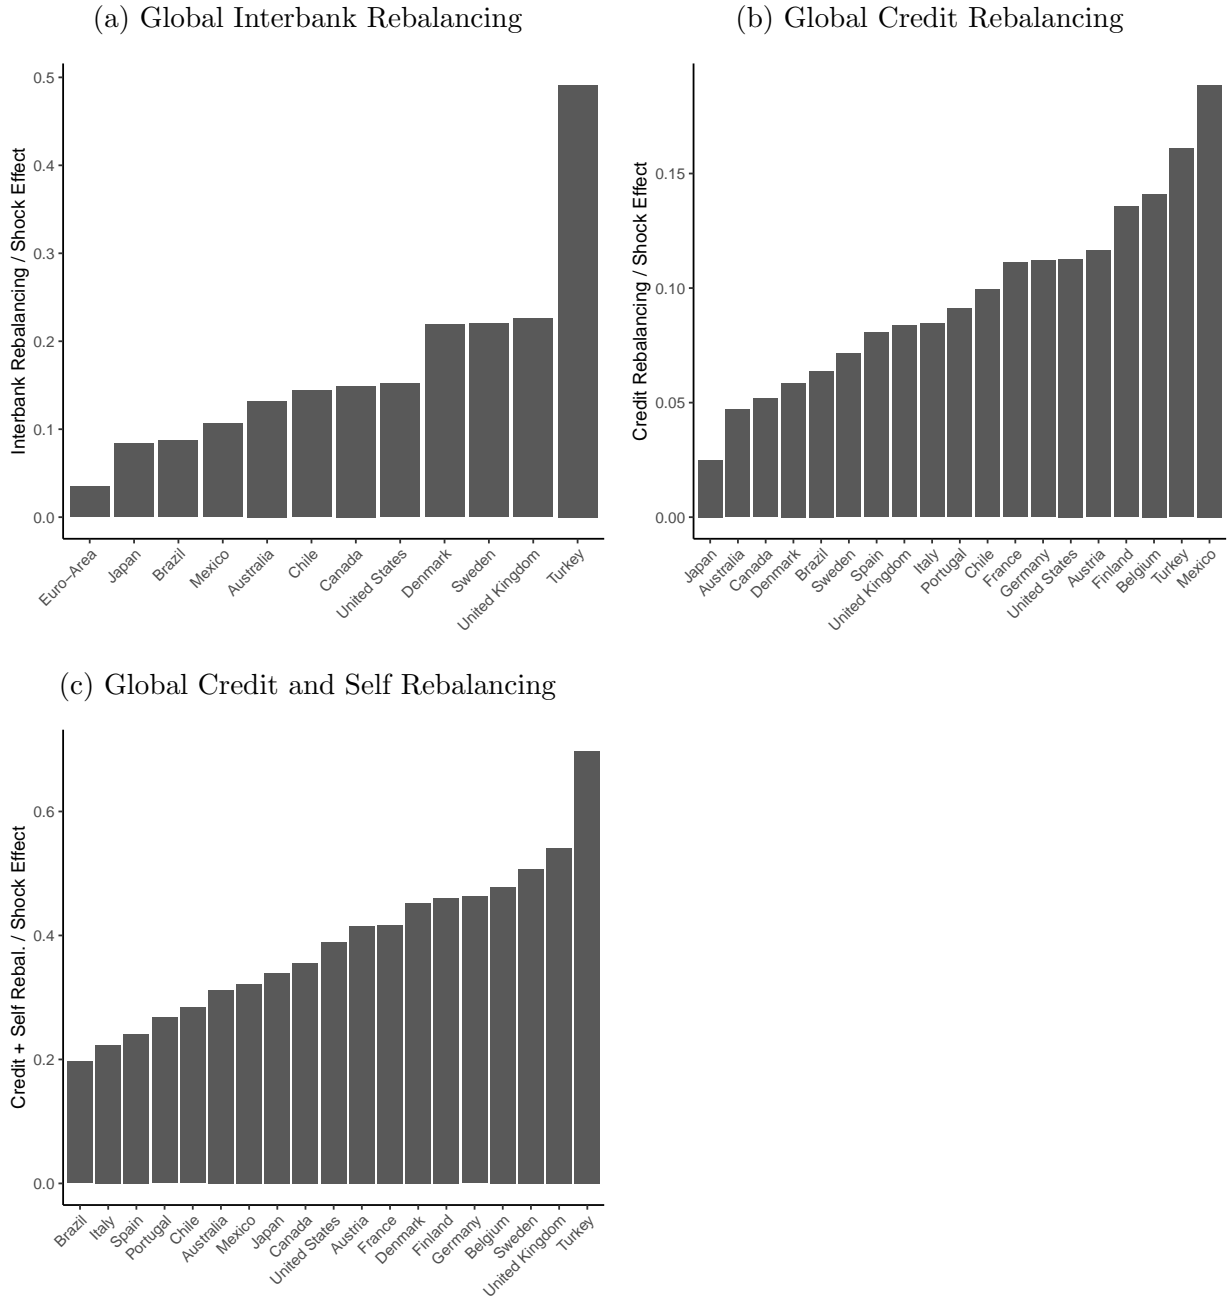 (a) Global Interbank Rebalancing
Interbank Rebalancing / Shock Effect
0.5
0.4
0.3
0.2
0.1
0.0
Euro−Area
Japan
Brazil
Mexico
Australia
Chile
Canada
United States
Denmark
Sweden
United Kingdom
Turkey
(b) Global Credit Rebalancing
Credit Rebalancing / Shock Effect
0.15
0.10
0.05
0.00
Japan
Australia
Canada
Denmark
Brazil
Sweden
Spain
United Kingdom
Italy
Portugal
Chile
France
Germany
United States
Austria
Finland
Belgium
Turkey
Mexico
(c) Global Credit and Self Rebalancing
Credit + Self Rebal. / Shock Effect
0.6
0.4
0.2
0.0
Brazil
Italy
Spain
Portugal
Chile
Australia
Mexico
Japan
Canada
United States
Austria
France
Denmark
Finland
Germany
Belgium
Sweden
United Kingdom
Turkey